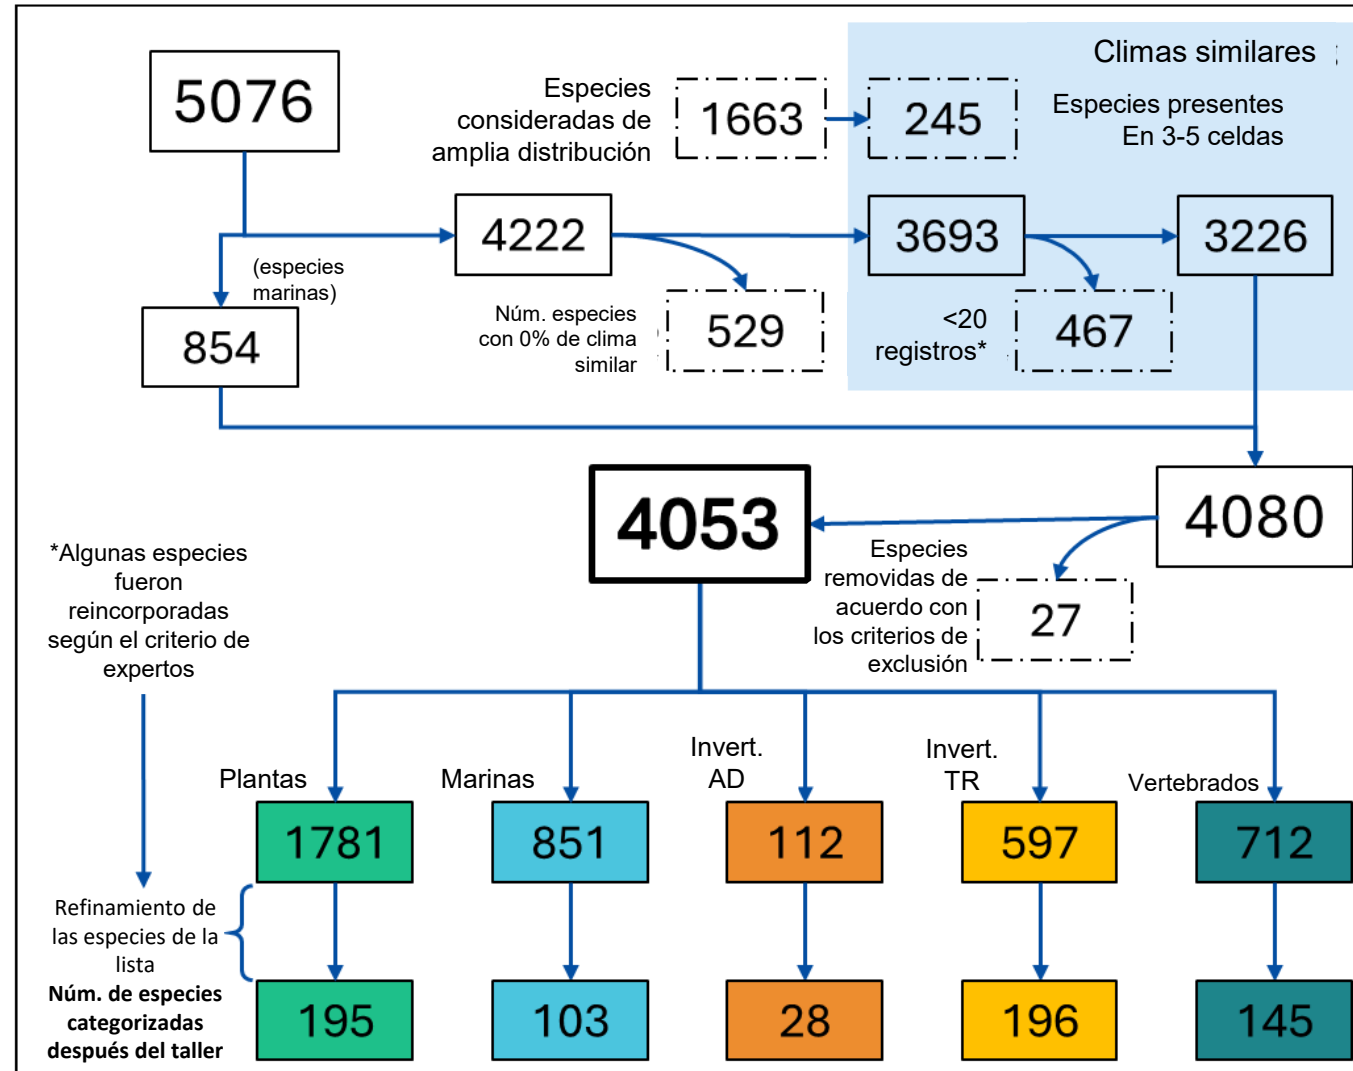 5076
Especies
consideradas de
amplia distribución
1663
245
Climas similares
Especies presentes
En 3-5 celdas
4222
3693
3226
(especies
marinas)
854
Núm. especies
con 0% de clima
similar
529
<20
registros*
467
4053
4080
*Algunas especies
fueron
reincorporadas
según el criterio de
expertos
Especies
removidas de
acuerdo con
los criterios de
exclusión
27
Plantas
Marinas
Invert.
AD
Invert.
TR
Vertebrados
1781
851
112
597
712
Refinamiento de
las especies de la
lista
Núm. de especies
categorizadas
después del taller
195
103
28
196
145